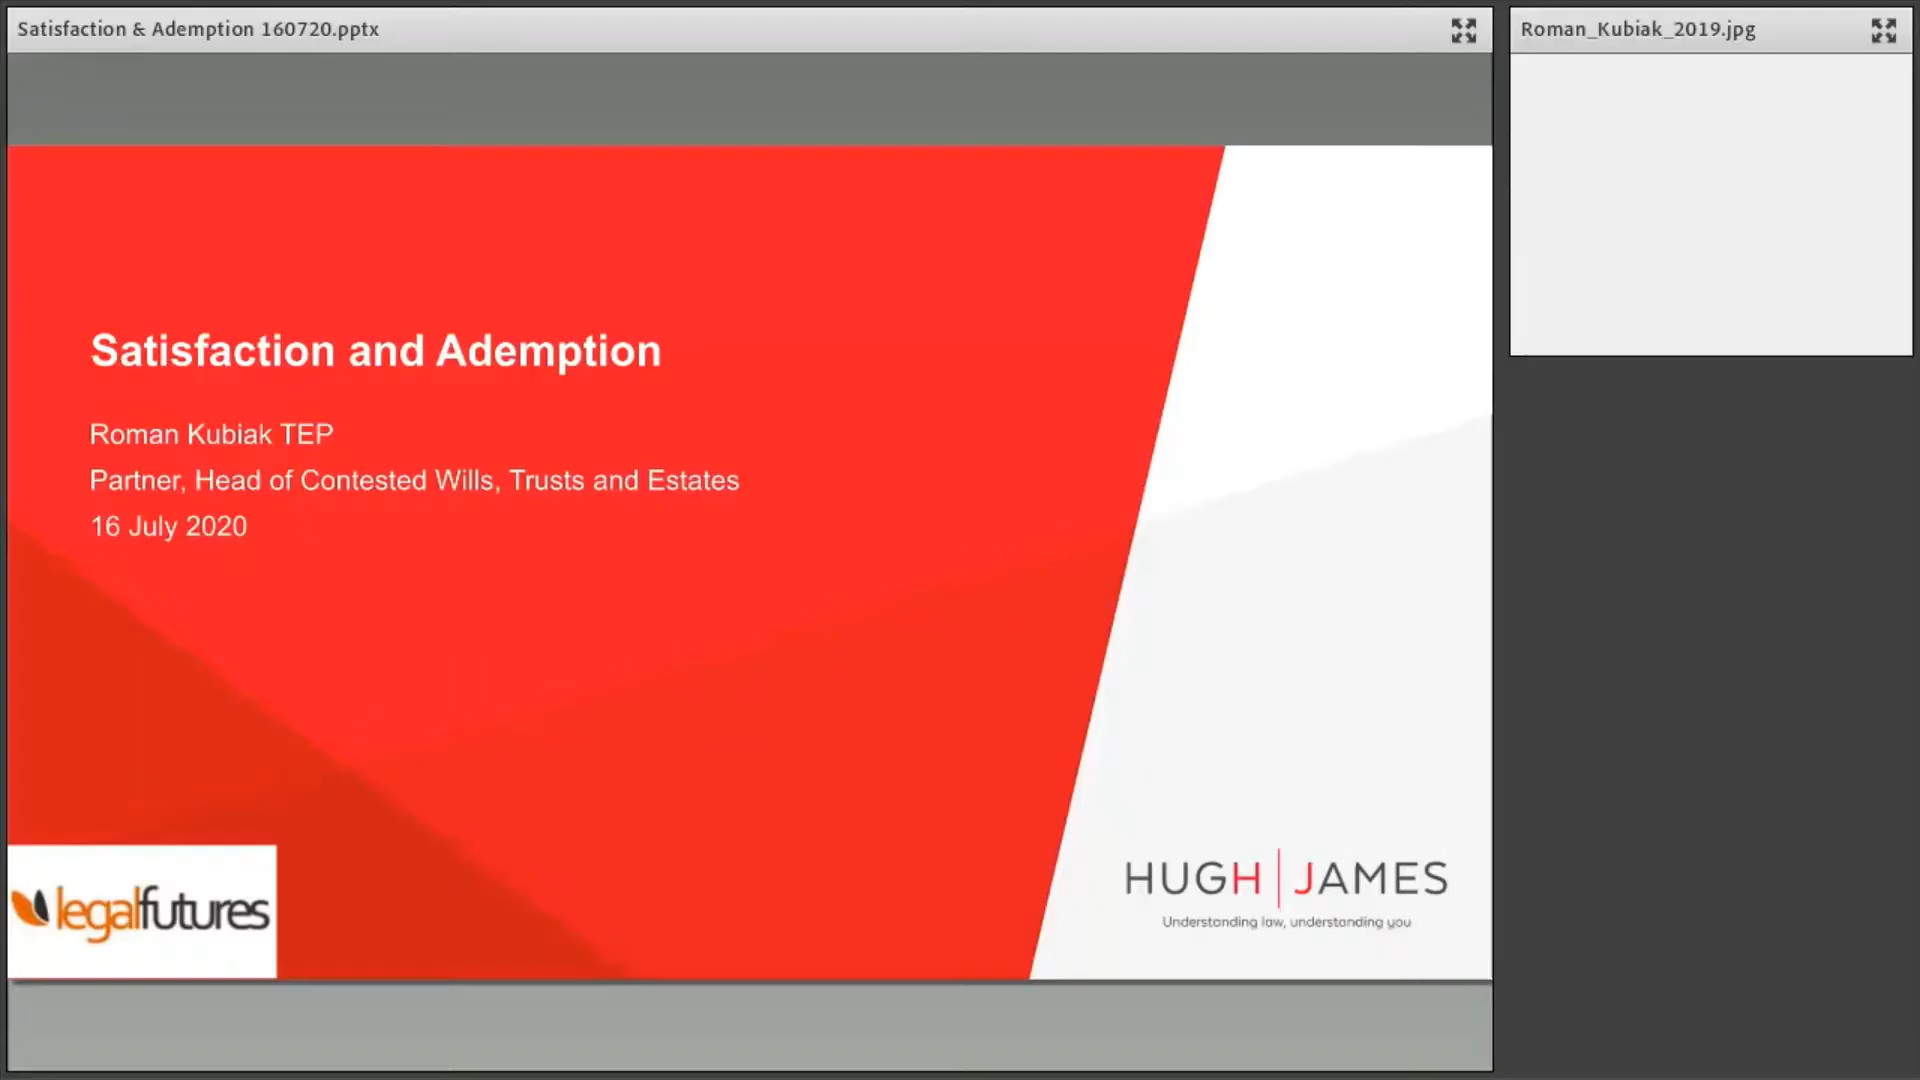 Satisfaction & Ademption 160720.pptx
Roman_Kubiak_2019.jpg
Satisfaction and Ademption
Roman Kubiak TEP
Partner, Head of Contested Wills, Trusts and Estates
16 July 2020
legalfutures
HUGH JAMES
Understanding law, understanding you